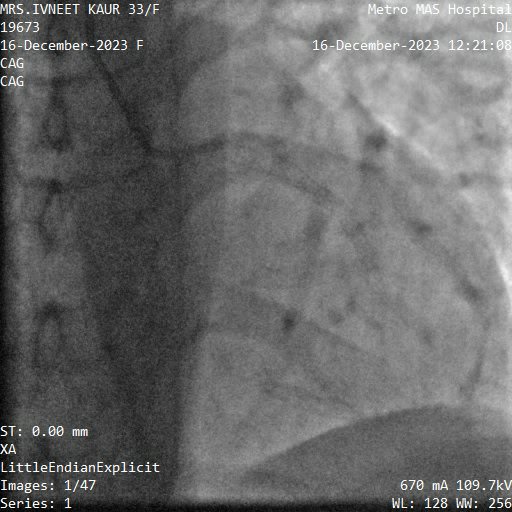 MRS.IVNEET KAUR 33/F
Metro MAS Hospital
19673
DL
16-December-2023 F
16-December-2023 12:21:08
CAG
CAG
ST: 0.00 mm
XA
LittleEndianExplicit
Images: 1/47
670 mA 109.7kV
Series: 1
WL: 128 WW: 256